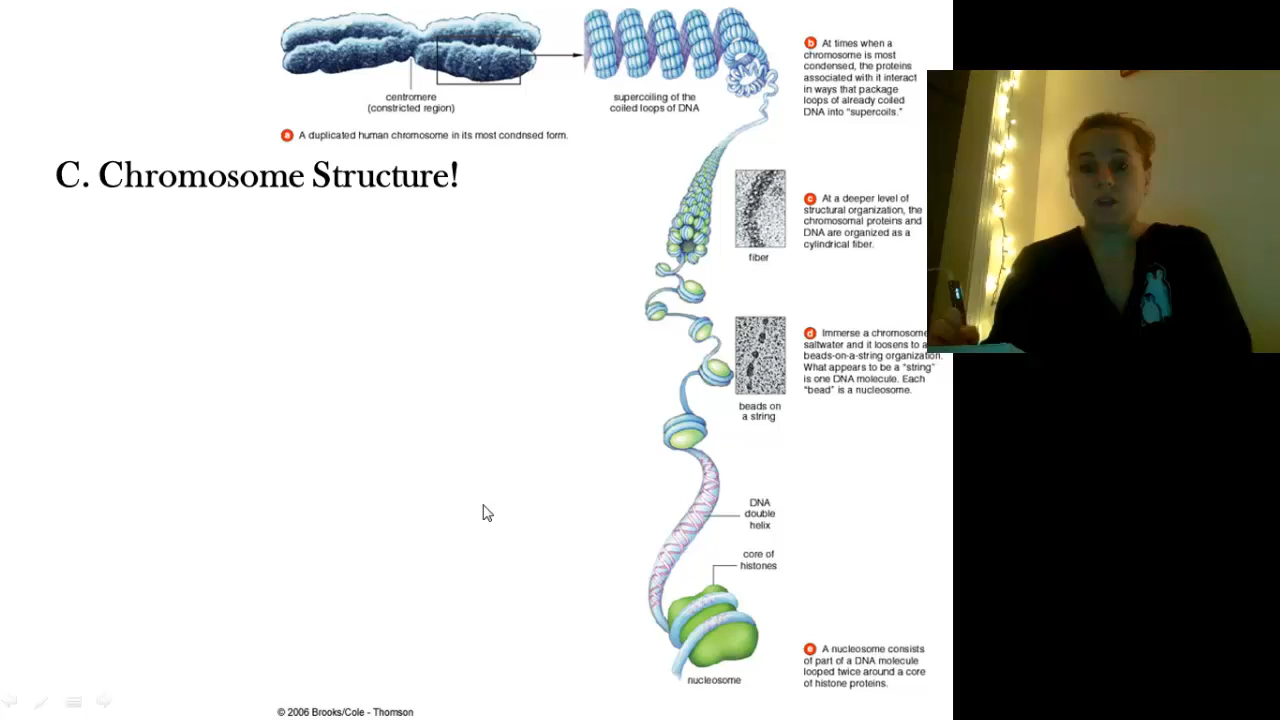 centromere
(constricted region)
supercoiling of the
coiled loops of DNA
a A duplicated human chromosome in its most condnsed form.
b At times when a
chromosome is most
condensed, the proteins
associated with it interact
in ways that package
loops of already coiled
DNA into “supercoils.”
C. Chromosome Structure!
c At a deeper level of
structural organization, the
chromosomal proteins and
DNA are organized as a
cylindrical fiber.
fiber
d Immerse a chromosome
saltwater and it loosens to a
beads-on-a-string organization.
What appears to be a “string”
is one DNA molecule. Each
“bead” is a nucleosome.
beads on
a string
DNA
double
helix
core of
histones
e A nucleosome consists
of part of a DNA molecule
looped twice around a core
of histone proteins.
nucleosome
© 2006 Brooks/Cole - Thomson